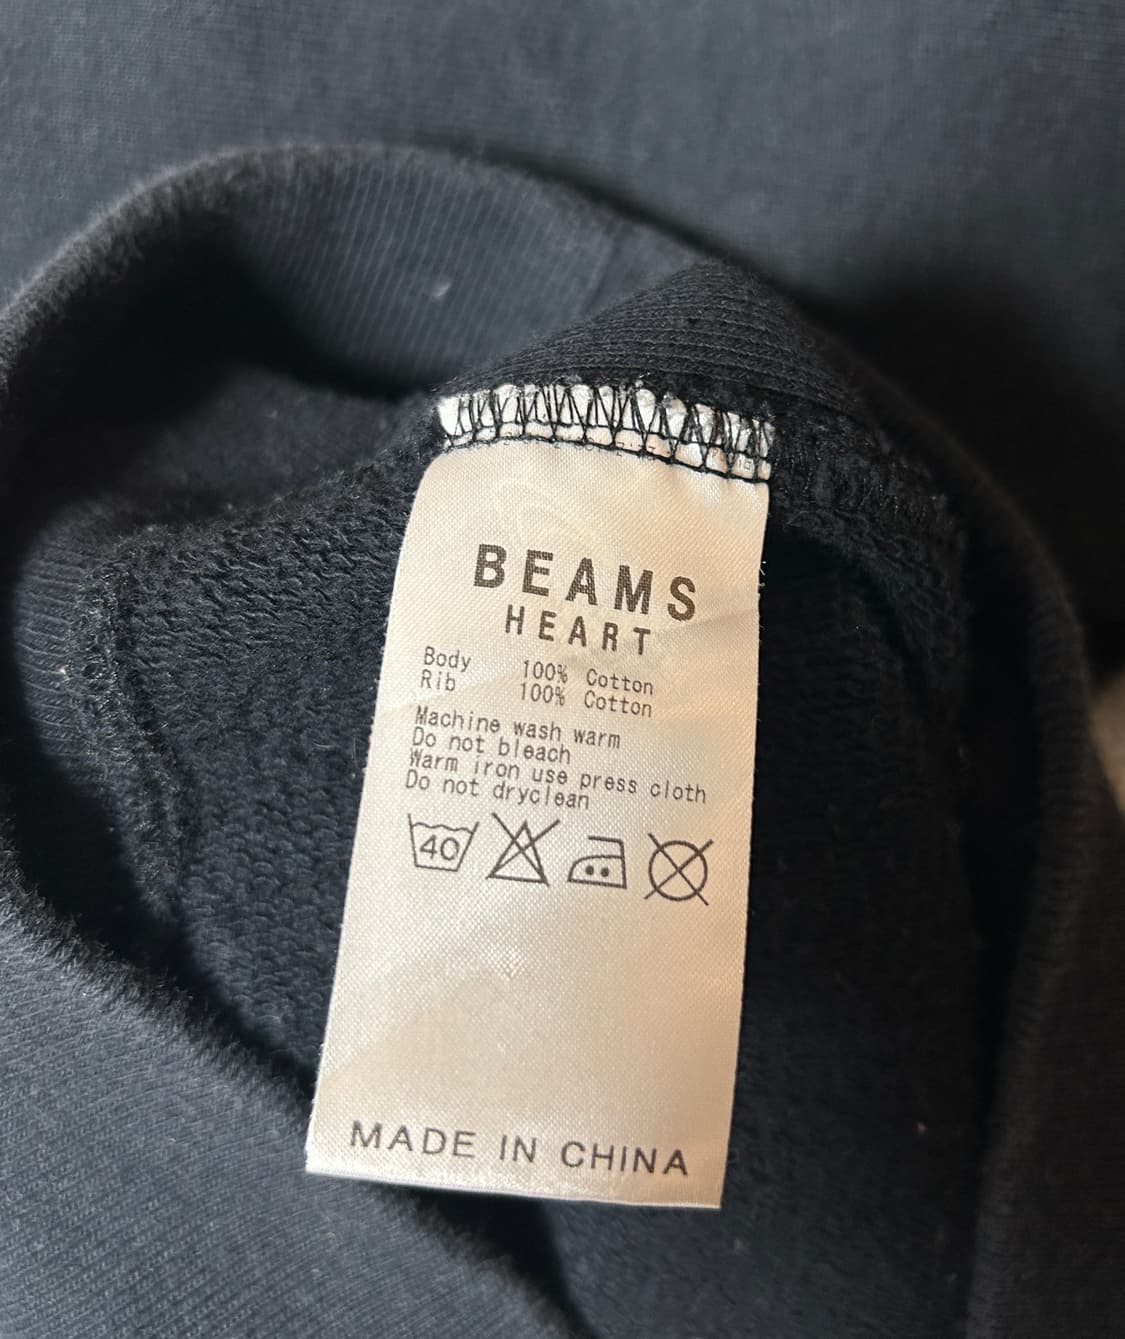 BEAMS
HEART
Body 100% Cotton
Rib 100% Cotton
Machine wash warm
Do not bleach
Warm iron use press cloth
Do not dryclean
40
MADE IN CHINA